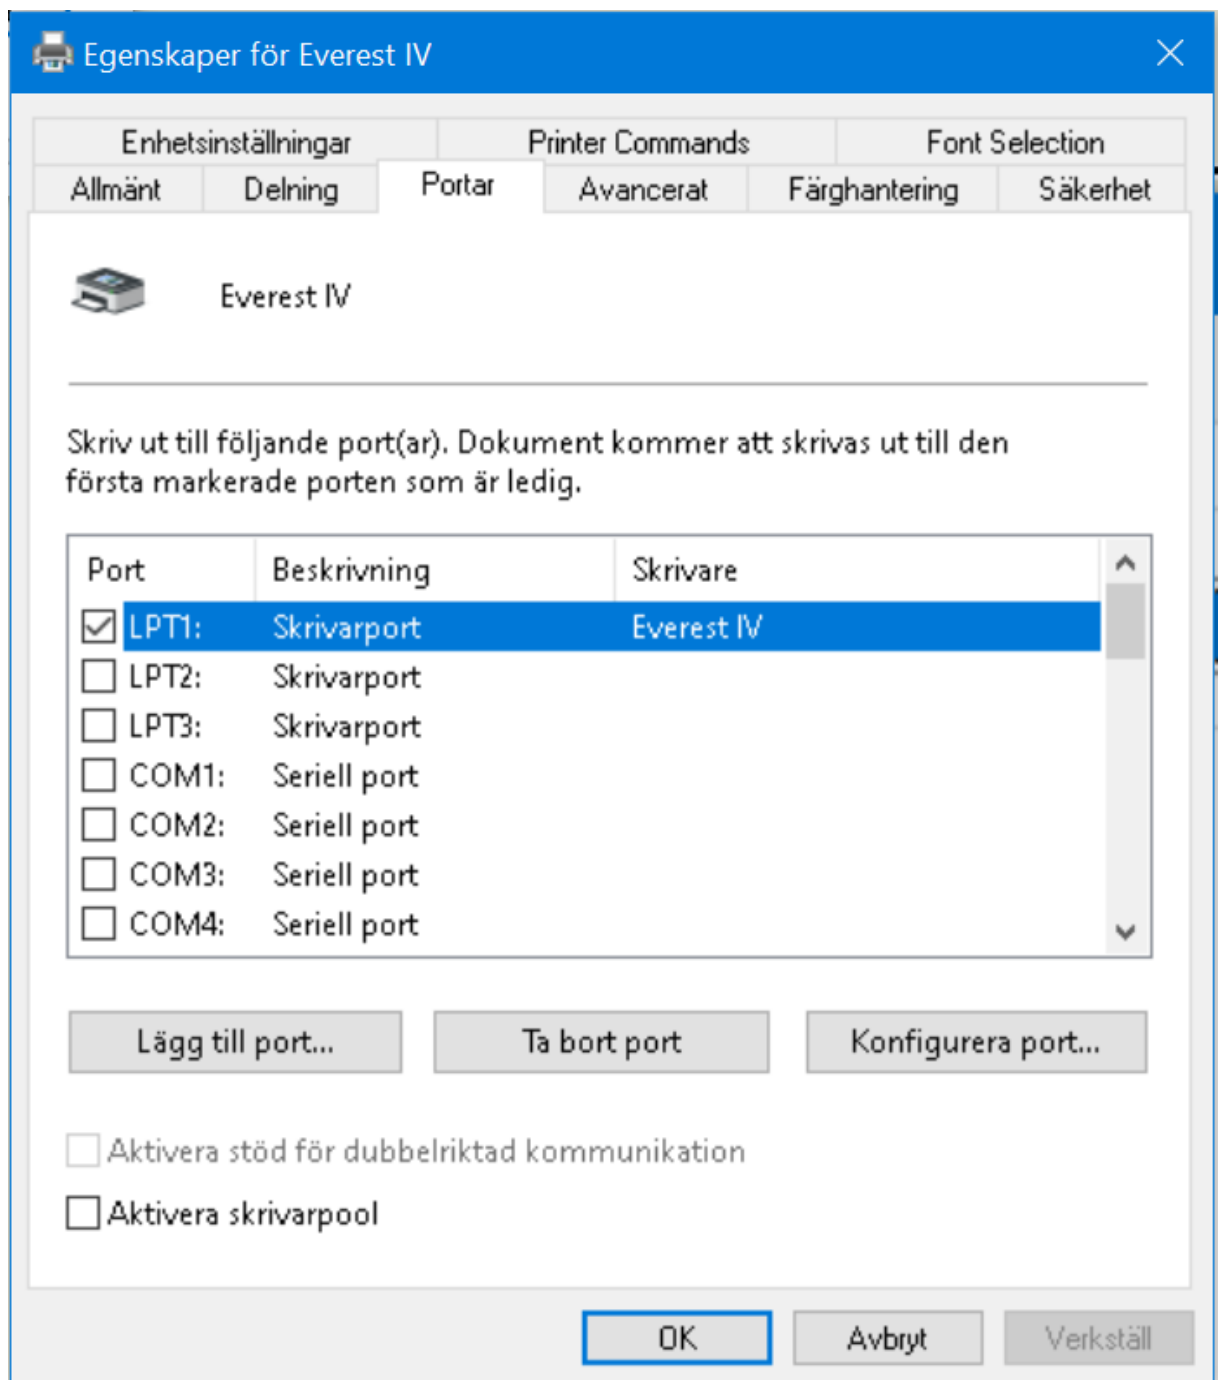 Egenskaper för Everest IV
Enhetsinställningar Printer Commands Font Selection
Allmänt Delning Portar Avancerat Färghantering Säkerhet
Everest IV
Skriv ut till följande port(ar). Dokument kommer att skrivas ut till den
första markerade porten som är ledig.
Port Beskrivning Skrivare
LPT1: Skrivarport Everest IV
LPT2: Skrivarport
LPT3: Skrivarport
COM1: Seriell port
COM2: Seriell port
COM3: Seriell port
COM4: Seriell port
Lägg till port... Ta bort port Konfigurera port...
Aktivera stöd för dubbelriktad kommunikation
Aktivera skrivarpool
OK Avbryt Verkställ